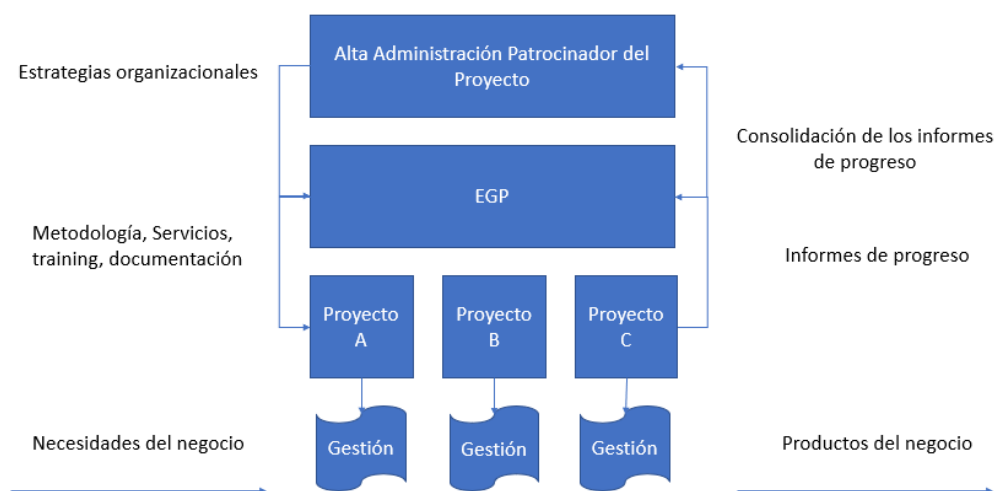 Alta Administración Patrocinador del
Proyecto
Estrategias organizacionales
Consolidación de los informes
de progreso
EGP
Metodología, Servicios,
training, documentación
Informes de progreso
Proyecto
A
Proyecto
B
Proyecto
C
Necesidades del negocio
Gestión
Gestión
Gestión
Productos del negocio